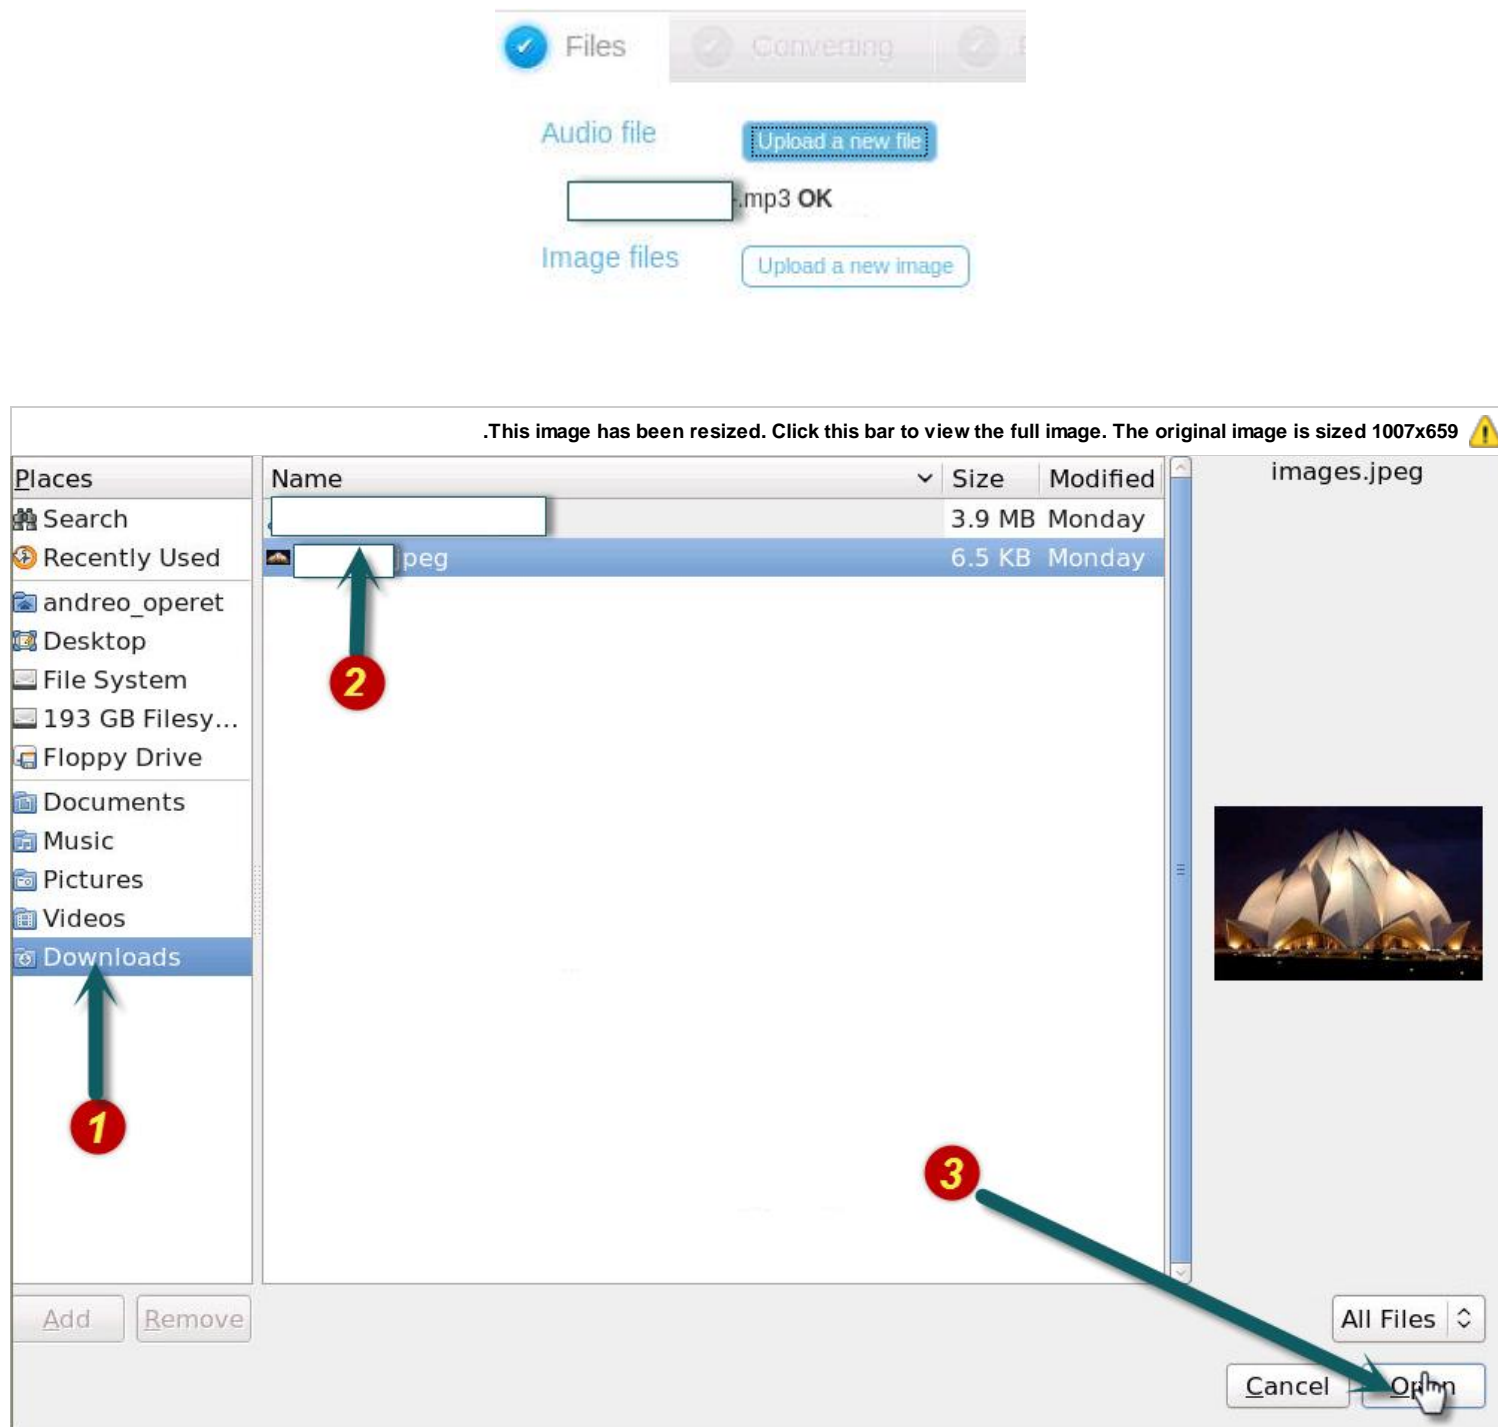 Files Converting
Audio file Upload a new file
.mp3 OK
Image files Upload a new image
.This image has been resized. Click this bar to view the full image. The original image is sized 1007x659
Places Name Size Modified images.jpeg
Search 3.9 MB Monday
Recently Used peg 6.5 KB Monday
andreo_operet
Desktop
File System
2
193 GB Filesy...
Floppy Drive
Documents
Music
Pictures
Videos
Downloads
1
3
Add Remove All Files
Cancel Open